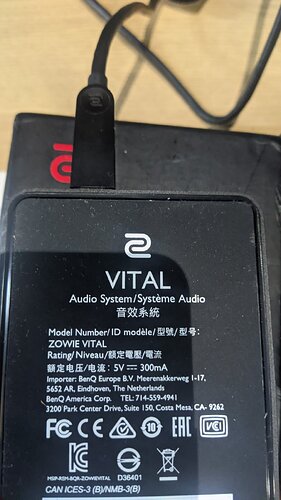 VITAL
Audio System/Système Audio
音效系統
Model Number/ID modèle/型號/型号:
ZOWIE VITAL
Rating/Niveau/額定電壓/電流
额定电压/电流: 5V⎓ 300mA
Importer: BenQ Europe B.V. Meerenakkerweg 1-17,
5652 AR, Eindhoven, The Netherlands
BenQ America Corp. TEL:714-559-4941
3200 Park Center Drive, Suite 150, Costa Mesa, CA- 9262
FC CE 10 EAC VCI
MSIP-REM-BQR-ZOWIEVITAL
D36401
CAN ICES-3 (B)/NMB-3(B)